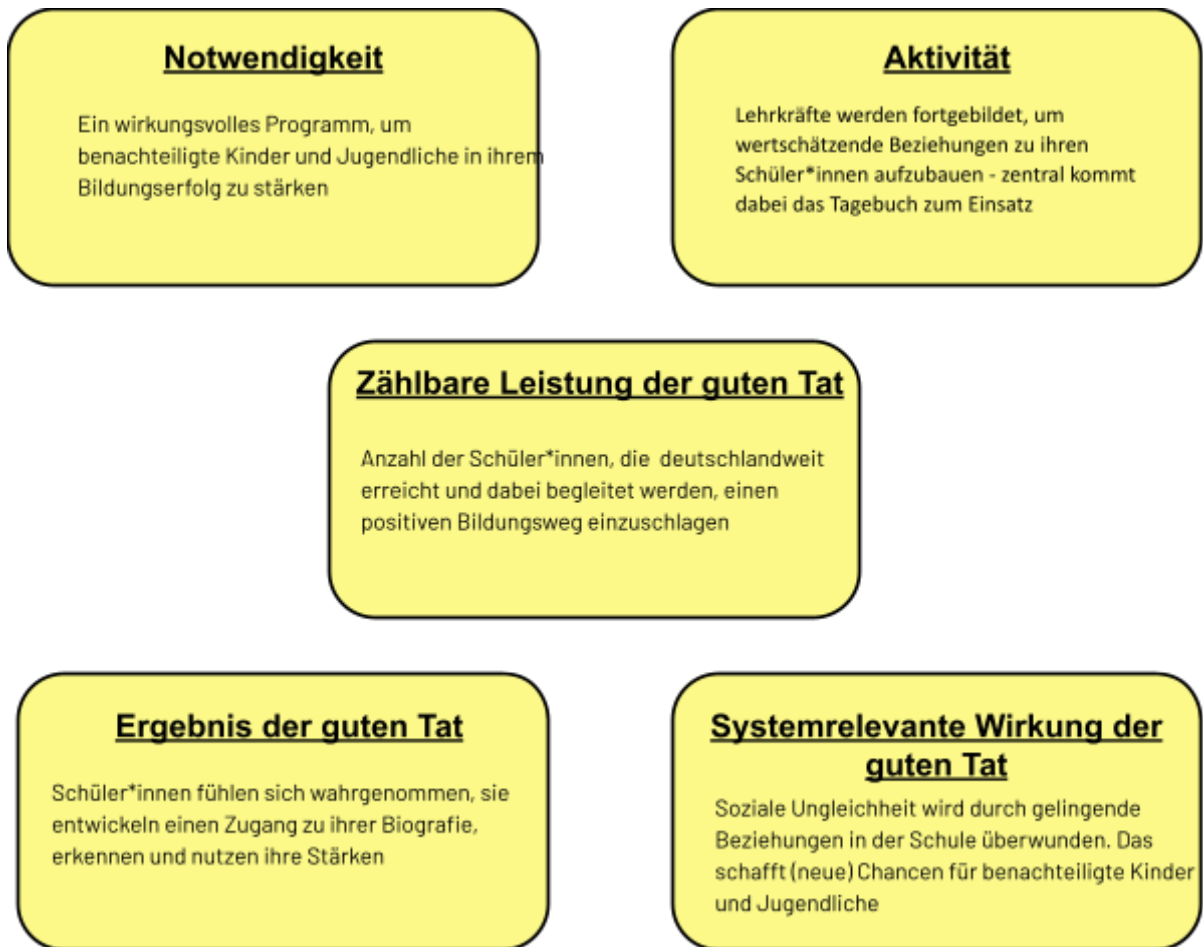 Notwendigkeit
Ein wirkungsvolles Programm, um
benachteiligte Kinder und Jugendliche in ihrem
Bildungserfolg zu stärken
Aktivität
Lehrkräfte werden fortgebildet, um
wertschätzende Beziehungen zu ihren
Schüler*innen aufzubauen - zentral kommt
dabei das Tagebuch zum Einsatz
Zählbare Leistung der guten Tat
Anzahl der Schüler*innen, die deutschlandweit
erreicht und dabei begleitet werden, einen
positiven Bildungsweg einzuschlagen
Ergebnis der guten Tat
Schüler*innen fühlen sich wahrgenommen, sie
entwickeln einen Zugang zu ihrer Biografie,
erkennen und nutzen ihre Stärken
Systemrelevante Wirkung der
guten Tat
Soziale Ungleichheit wird durch gelingende
Beziehungen in der Schule überwunden. Das
schafft (neue) Chancen für benachteiligte Kinder
und Jugendliche